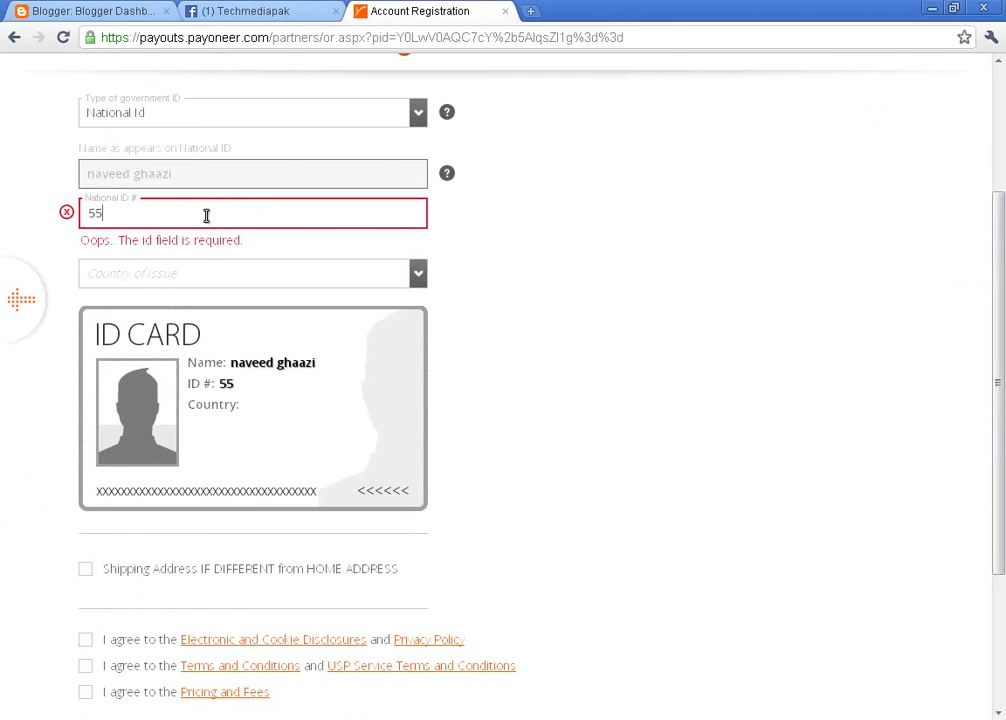 Blogger: Blogger Dashb...
(1) Techmediapak
Account Registration
https://payouts.payoneer.com/partners/or.aspx?pid=Y0LwV0AQC7cY%2b5AlqsZl1g%3d%3d
Type of government ID
National Id
?
Name as appears on National ID
naveed ghaazi
?
National ID #
55
Oops.. The id field is required.
Country of issue
ID CARD
Name: naveed ghaazi
ID #: 55
Country:
XXXXXXXXXXXXXXXXXXXXXXXXXXXXXXXXXXXX <<<<<<
Shipping Address IF DIFFERENT from HOME ADDRESS
I agree to the Electronic and Cookie Disclosures and Privacy Policy
I agree to the Terms and Conditions and USP Service Terms and Conditions
I agree to the Pricing and Fees